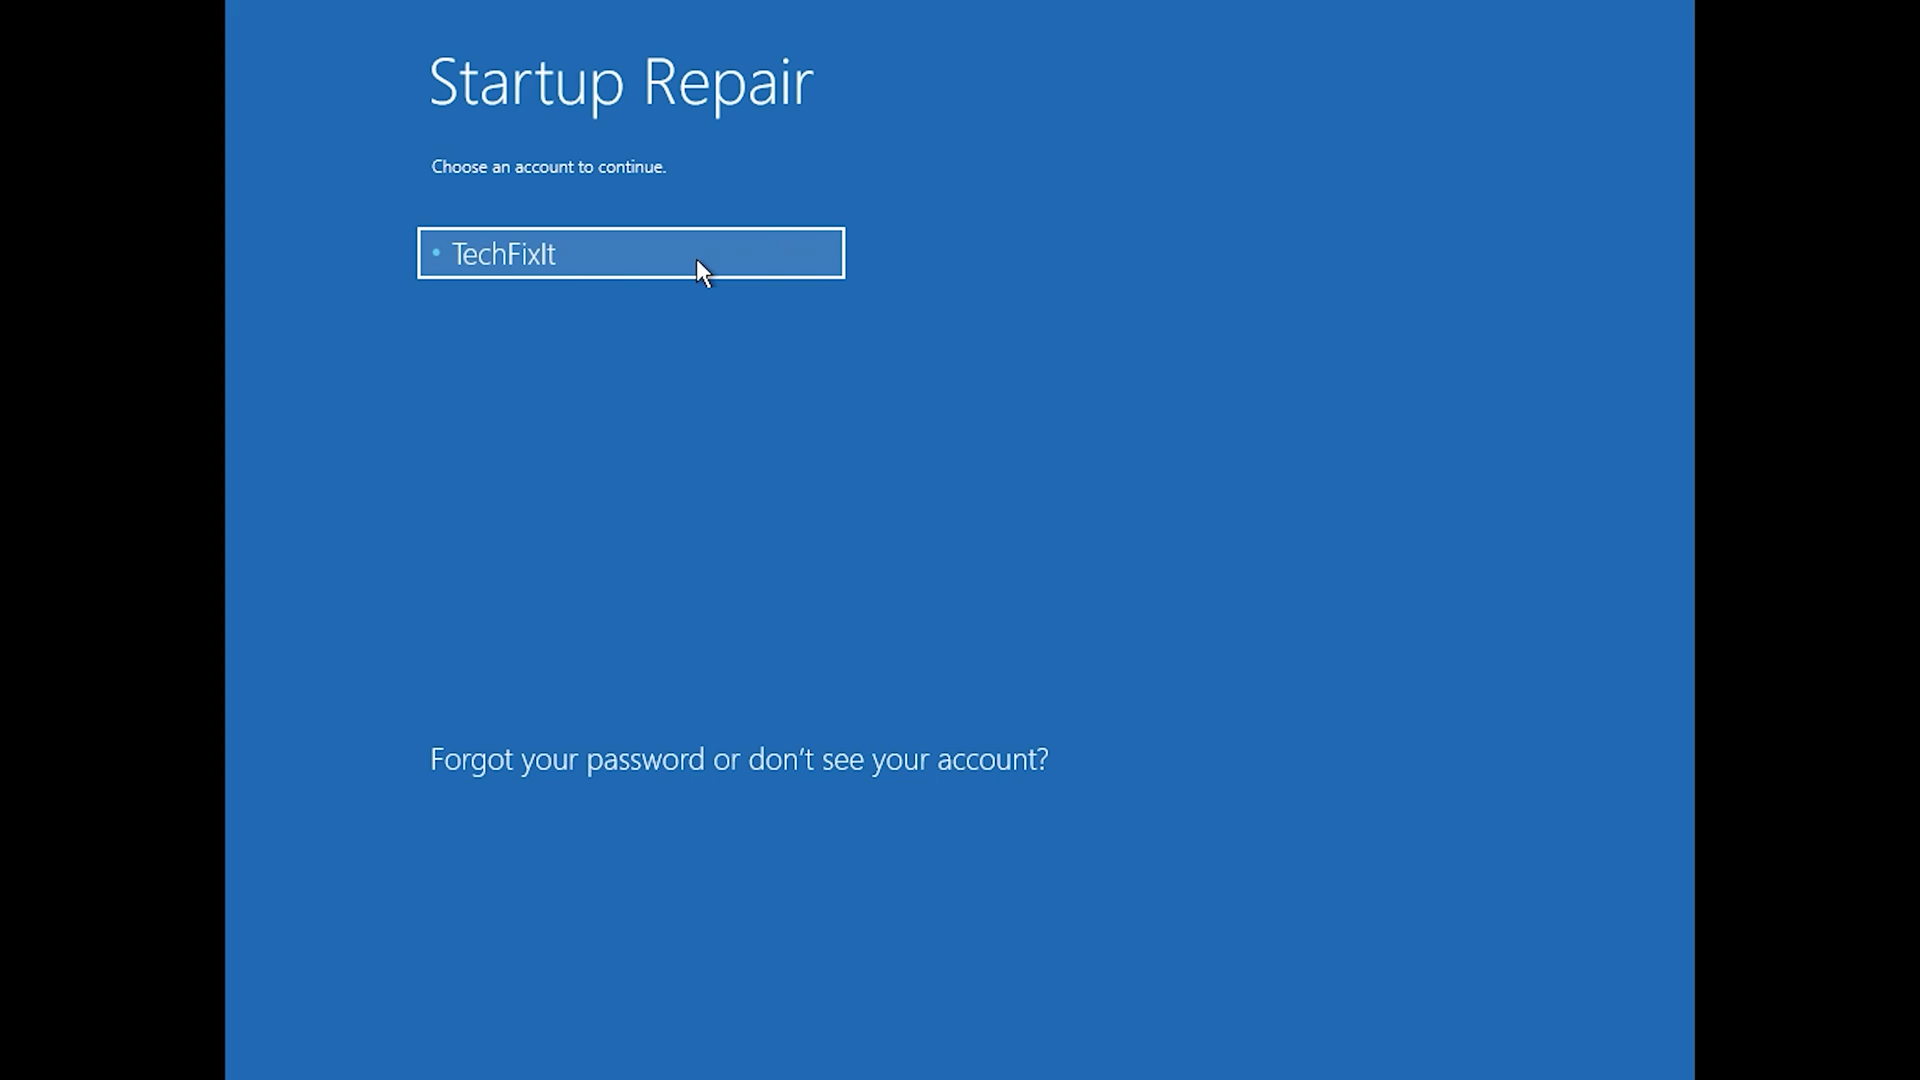 Startup Repair
Choose an account to continue.
TechFixIt
Forgot your password or don't see your account?